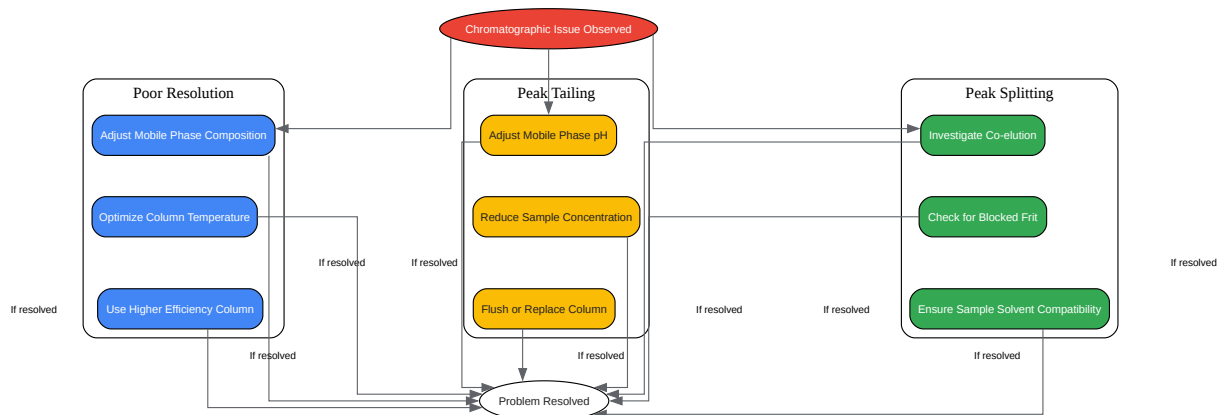 Chromatographic Issue Observed
Poor Resolution
Peak Tailing
Peak Splitting
Adjust Mobile Phase Composition
Adjust Mobile Phase pH
Investigate Co-elution
Optimize Column Temperature
Reduce Sample Concentration
Check for Blocked Frit
If resolved
If resolved
If resolved
Use Higher Efficiency Column
Flush or Replace Column
Ensure Sample Solvent Compatibility
If resolved
If resolved
If resolved
If resolved
If resolved
If resolved
Problem Resolved